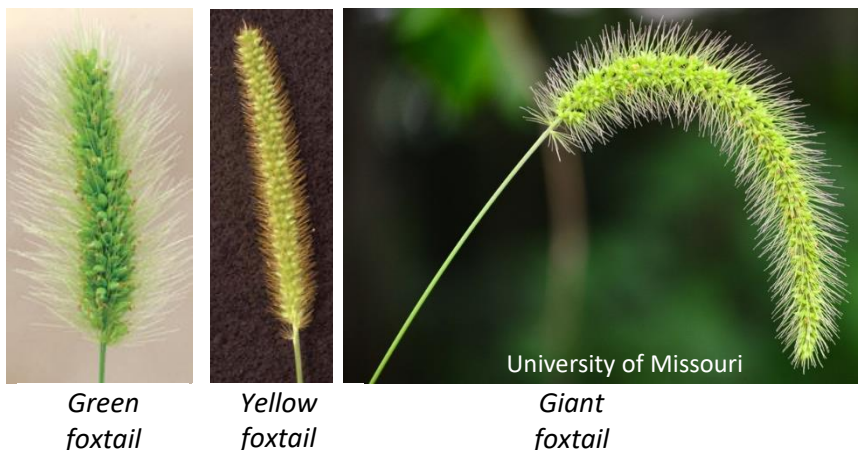 University of Missouri
Green
foxtail
Yellow
foxtail
Giant
foxtail